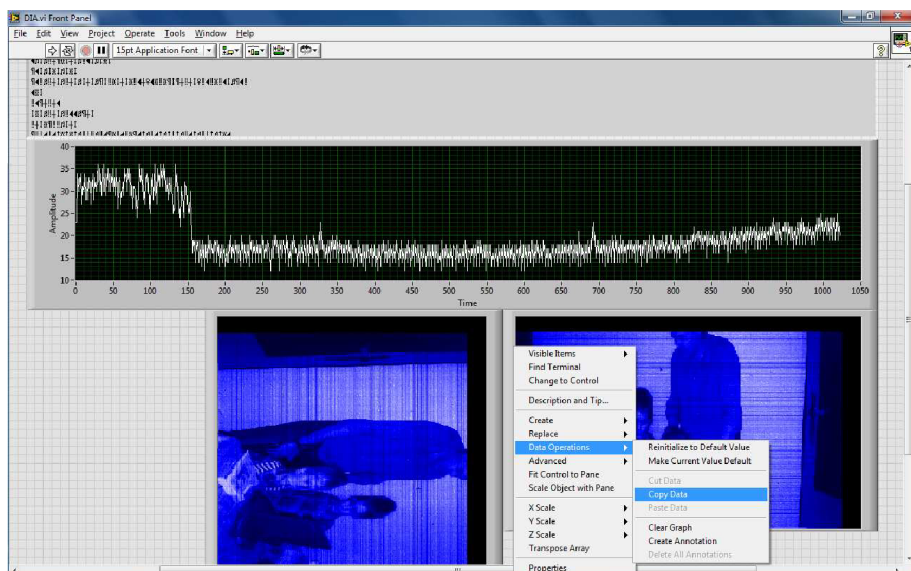 DIA.vi Front Panel
File Edit View Project Operate Tools Window Help
15pt Application Font
40
35
30
25
20
15
10
Amplitude
0 50 100 150 200 250 300 350 400 450 500 550 600 650 700 750 800 850 900 950 1000 1050
Time
Visible Items
Find Terminal
Change to Control
Description and Tip...
Create
Replace
Data Operations
Advanced
Fit Control to Pane
Scale Object with Pane
X Scale
Y Scale
Z Scale
Transpose Array
Properties
Reinitialize to Default Value
Make Current Value Default
Cut Data
Copy Data
Paste Data
Clear Graph
Create Annotation
Delete All Annotations